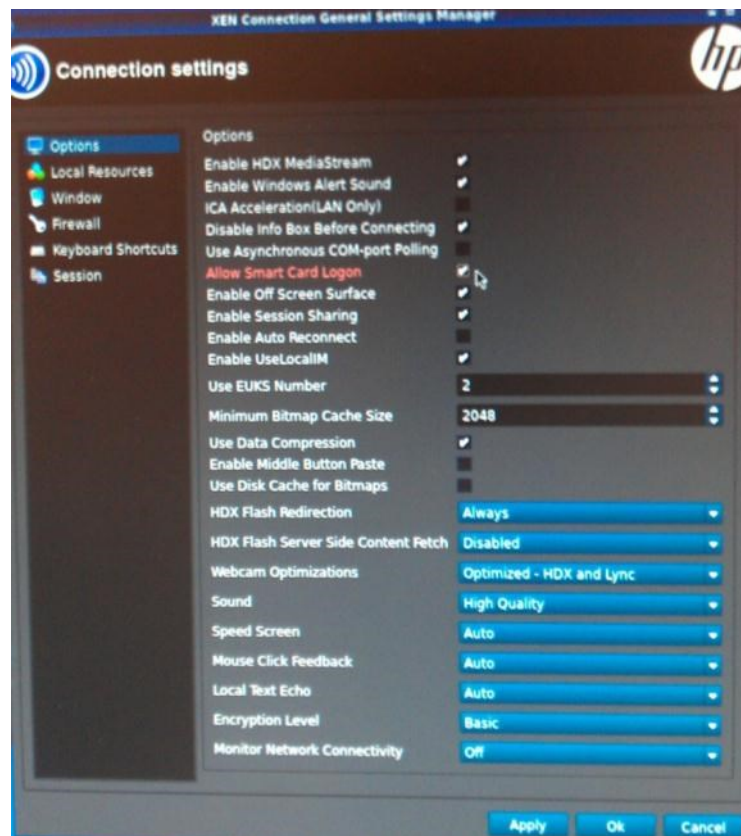 XEN Connection General Settings Manager
Connection settings
hp
Options
Local Resources
Window
Firewall
Keyboard Shortcuts
Session
Options
Enable HDX MediaStream
Enable Windows Alert Sound
ICA Acceleration(LAN Only)
Disable Info Box Before Connecting
Use Asynchronous COM-port Polling
Allow Smart Card Logon
Enable Off Screen Surface
Enable Session Sharing
Enable Auto Reconnect
Enable UseLocalIM
Use EUKS Number 2
Minimum Bitmap Cache Size 2048
Use Data Compression
Enable Middle Button Paste
Use Disk Cache for Bitmaps
HDX Flash Redirection Always
HDX Flash Server Side Content Fetch Disabled
Webcam Optimizations Optimized - HDX and Lync
Sound High Quality
Speed Screen Auto
Mouse Click Feedback Auto
Local Text Echo Auto
Encryption Level Basic
Monitor Network Connectivity Off
Apply Ok Cancel